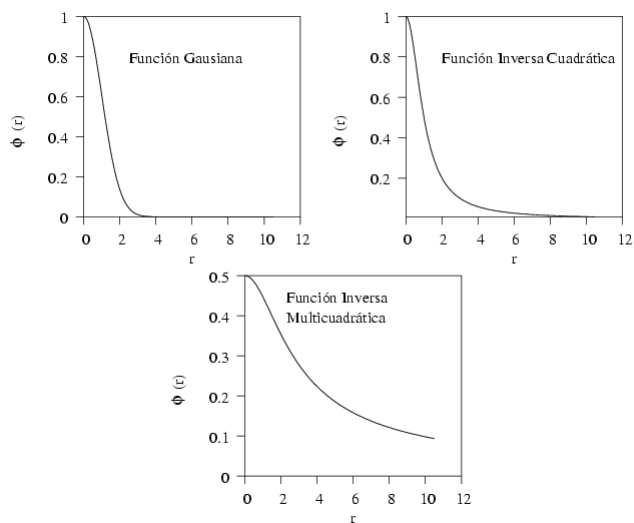 1
0.8
0.6
0.4
0.2
0
Φ (r)
Función Gausiana
0 2 4 6 8 10 12
r
1
0.8
0.6
0.4
0.2
Φ (r)
Función Inversa Cuadrática
0 2 4 6 8 10 12
r
0.5
0.4
0.3
0.2
0.1
0
Φ (r)
Función Inversa
Multicuadrática
0 2 4 6 8 10 12
r